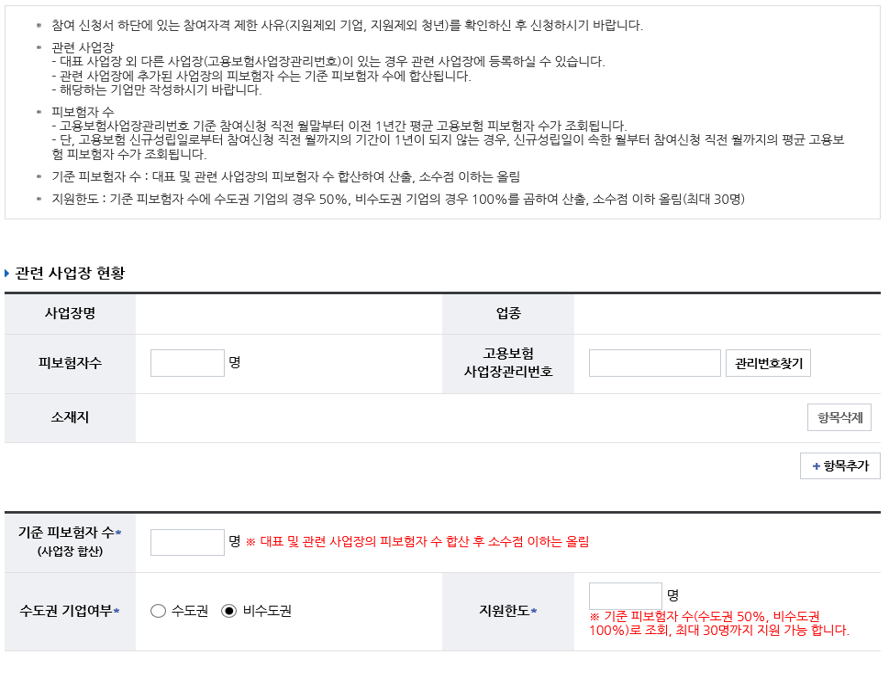 참여 신청서 하단에 있는 참여자격 제한 사유(지원제외 기업, 지원제외 청년)를 확인하신 후 신청하시기 바랍니다.
관련 사업장
- 대표 사업장 외 다른 사업장(고용보험사업장관리번호)이 있는 경우 관련 사업장에 등록하실 수 있습니다.
- 관련 사업장에 추가된 사업장의 피보험자 수는 기준 피보험자 수에 합산됩니다.
- 해당하는 기업만 작성하시기 바랍니다.
피보험자 수
- 고용보험사업장관리번호 기준 참여신청 직전 월말부터 이전 1년간 평균 고용보험 피보험자 수가 조회됩니다.
- 단, 고용보험 신규성립일로부터 참여신청 직전 월까지의 기간이 1년이 되지 않는 경우, 신규성립일이 속한 월부터 참여신청 직전 월까지의 평균 고용보
험 피보험자 수가 조회됩니다.
기준 피보험자 수 : 대표 및 관련 사업장의 피보험자 수 합산하여 산출, 소수점 이하는 올림
지원한도 : 기준 피보험자 수에 수도권 기업의 경우 50%, 비수도권 기업의 경우 100%를 곱하여 산출, 소수점 이하 올림(최대 30명)
관련 사업장 현황
사업장명 업종
피보험자수 명 고용보험
사업장관리번호 관리번호찾기
소재지 항목삭제
+ 항목추가
기준 피보험자 수*
(사업장 합산) 명 ※ 대표 및 관련 사업장의 피보험자 수 합산 후 소수점 이하는 올림
수도권 기업여부* 수도권 비수도권 지원한도* 명
※ 기준 피보험자 수(수도권 50%, 비수도권
100%)로 조회, 최대 30명까지 지원 가능 합니다.